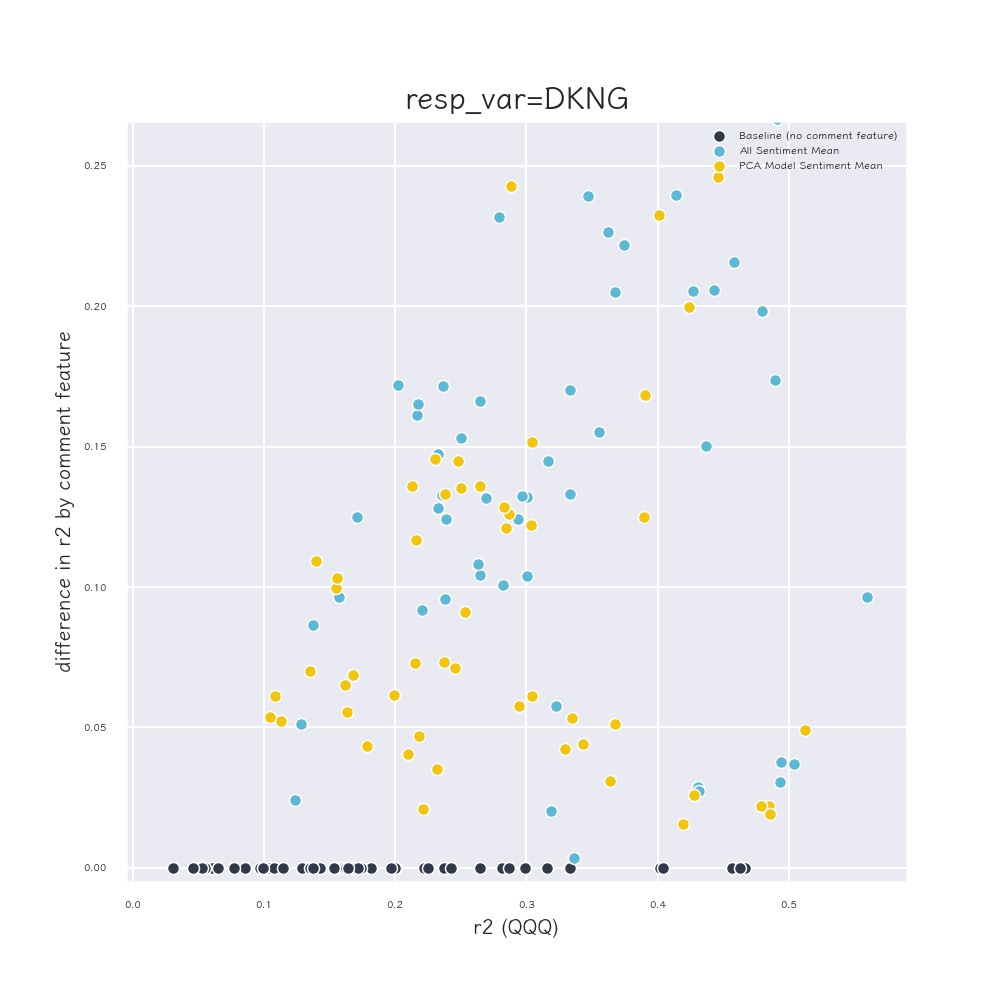 resp_var=DKNG
Baseline (no comment feature)
All Sentiment Mean
PCA Model Sentiment Mean
0.25
0.20
0.15
0.10
0.05
0.00
difference in r2 by comment feature
0.0 0.1 0.2 0.3 0.4 0.5
r2 (QQQ)